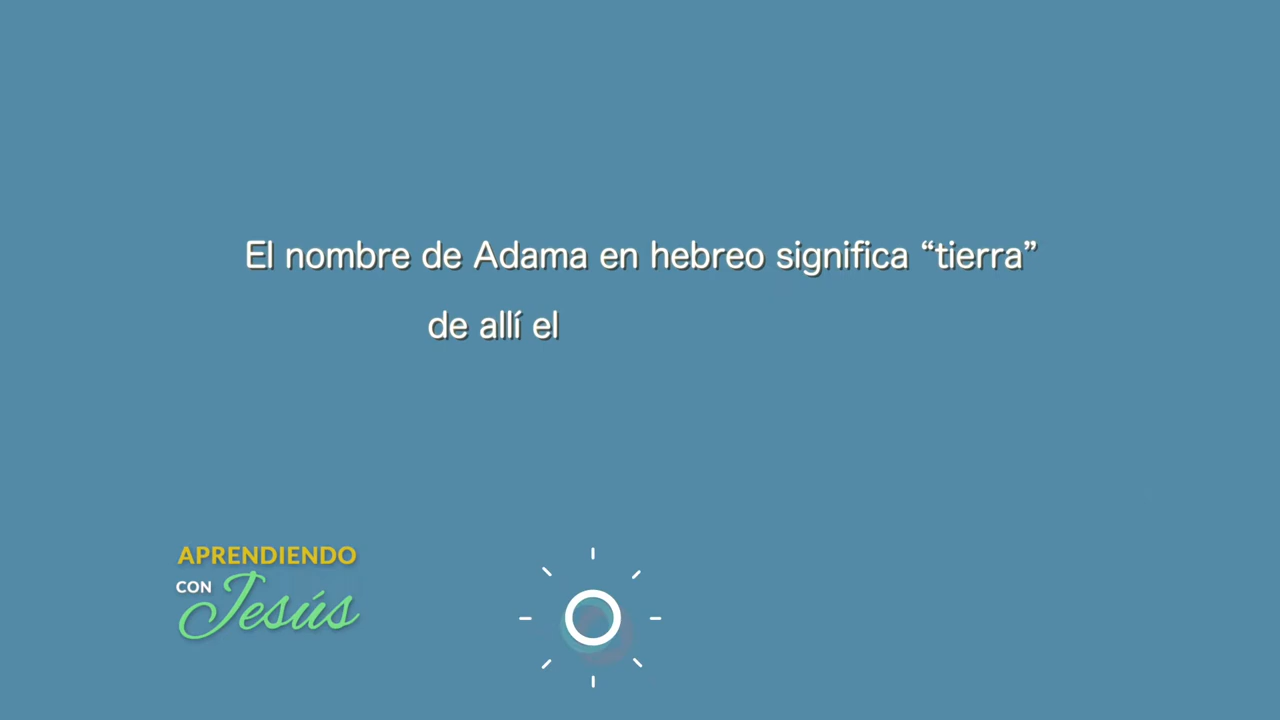 El nombre de Adama en hebreo significa “tierra”
de allí el
APRENDIENDO
CON Jesús